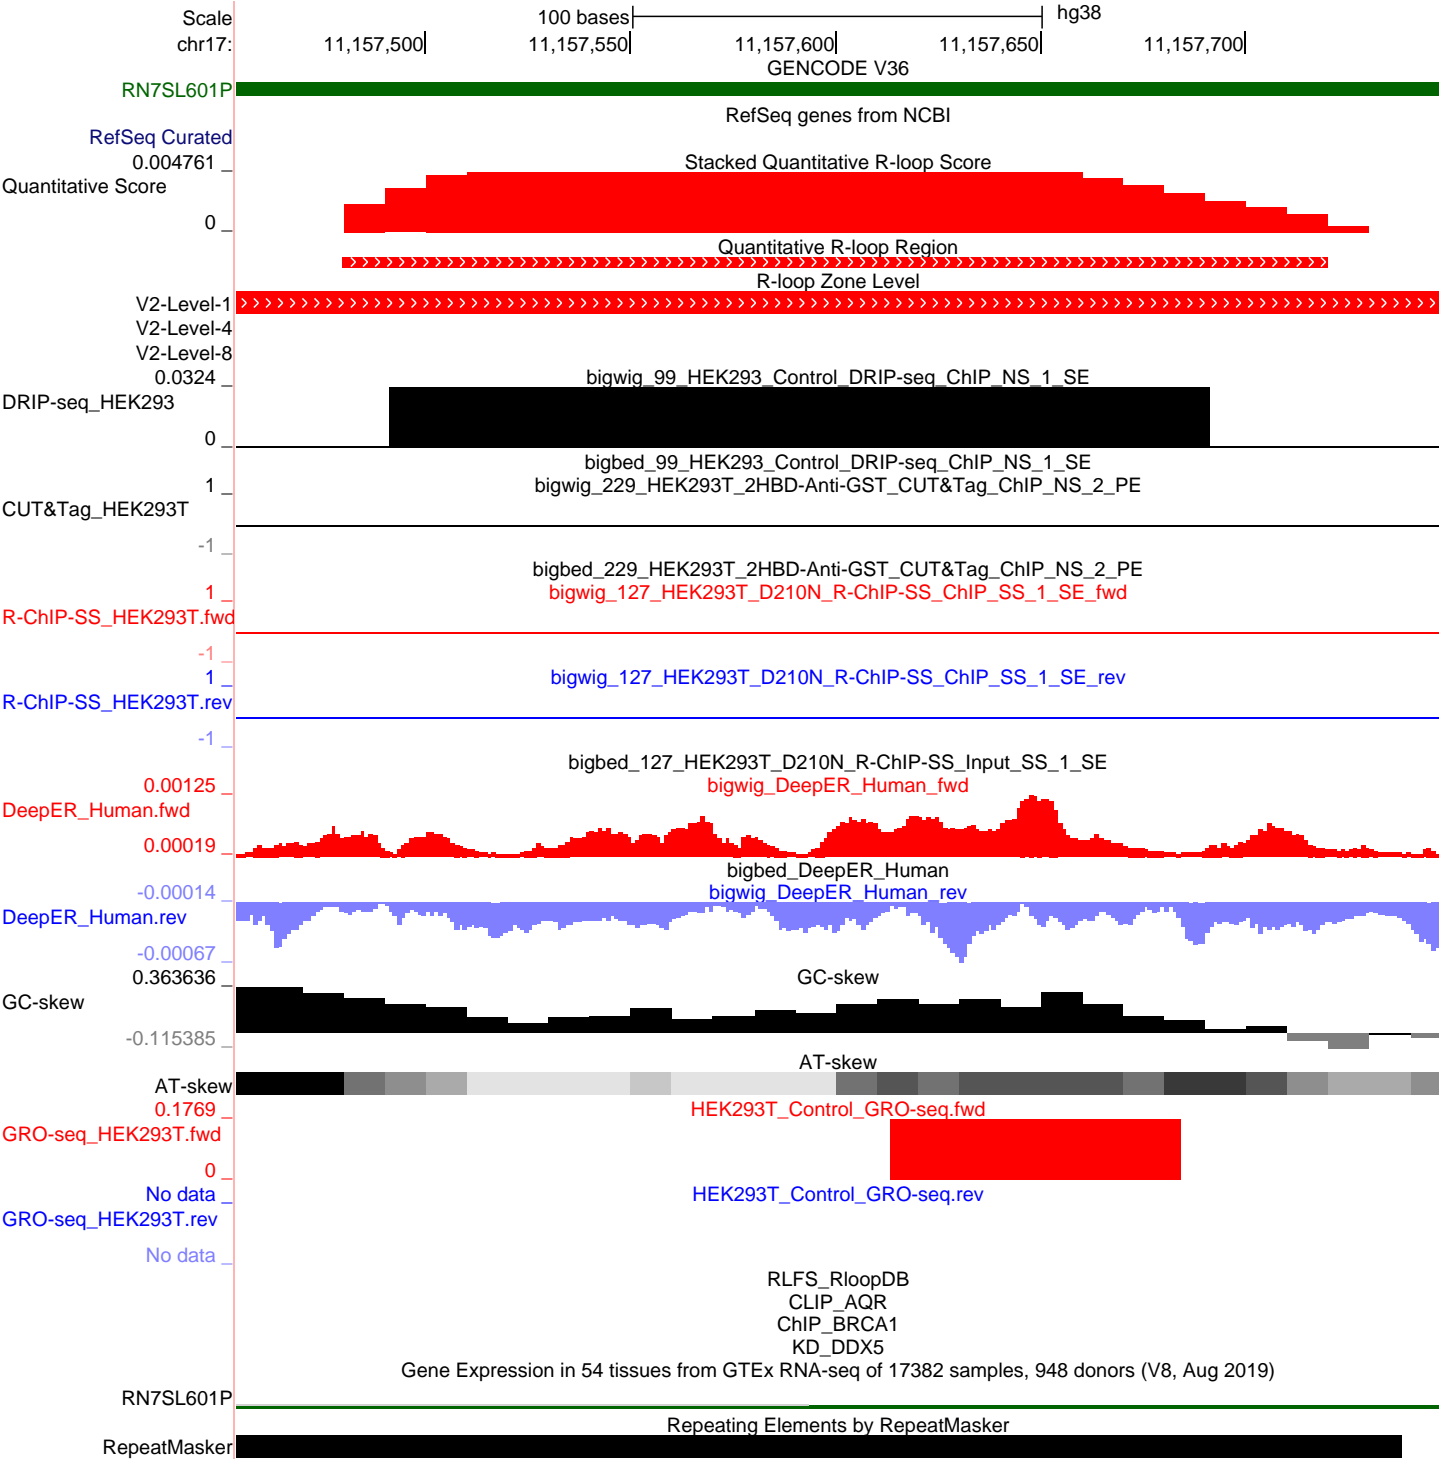 Scale 100 bases hg38
chr17: 11,157,500 11,157,550 11,157,600 11,157,650 11,157,700
GENCODE V36
RN7SL601P
RefSeq genes from NCBI
RefSeq Curated
0.004761 Stacked Quantitative R-loop Score
Quantitative Score
0
Quantitative R-loop Region
R-loop Zone Level
V2-Level-1
V2-Level-4
V2-Level-8
0.0324 bigwig_99_HEK293_Control_DRIP-seq_ChIP_NS_1_SE
DRIP-seq_HEK293
0
bigbed_99_HEK293_Control_DRIP-seq_ChIP_NS_1_SE
1 bigwig_229_HEK293T_2HBD-Anti-GST_CUT&Tag_ChIP_NS_2_PE
CUT&Tag_HEK293T
-1
bigbed_229_HEK293T_2HBD-Anti-GST_CUT&Tag_ChIP_NS_2_PE
1 bigwig_127_HEK293T_D210N_R-ChIP-SS_ChIP_SS_1_SE_fwd
R-ChIP-SS_HEK293T.fwd
-1
1 bigwig_127_HEK293T_D210N_R-ChIP-SS_ChIP_SS_1_SE_rev
R-ChIP-SS_HEK293T.rev
-1
bigbed_127_HEK293T_D210N_R-ChIP-SS_Input_SS_1_SE
0.00125 bigwig_DeepER_Human_fwd
DeepER_Human.fwd
0.00019
bigbed_DeepER_Human
-0.00014 bigwig_DeepER_Human_rev
DeepER_Human.rev
-0.00067
0.363636 GC-skew
GC-skew
-0.115385
AT-skew
AT-skew
0.1769 HEK293T_Control_GRO-seq.fwd
GRO-seq_HEK293T.fwd
0
No data HEK293T_Control_GRO-seq.rev
GRO-seq_HEK293T.rev
No data
RLFS_RloopDB
CLIP_AQR
ChIP_BRCA1
KD_DDX5
Gene Expression in 54 tissues from GTEx RNA-seq of 17382 samples, 948 donors (V8, Aug 2019)
RN7SL601P
Repeating Elements by RepeatMasker
RepeatMasker